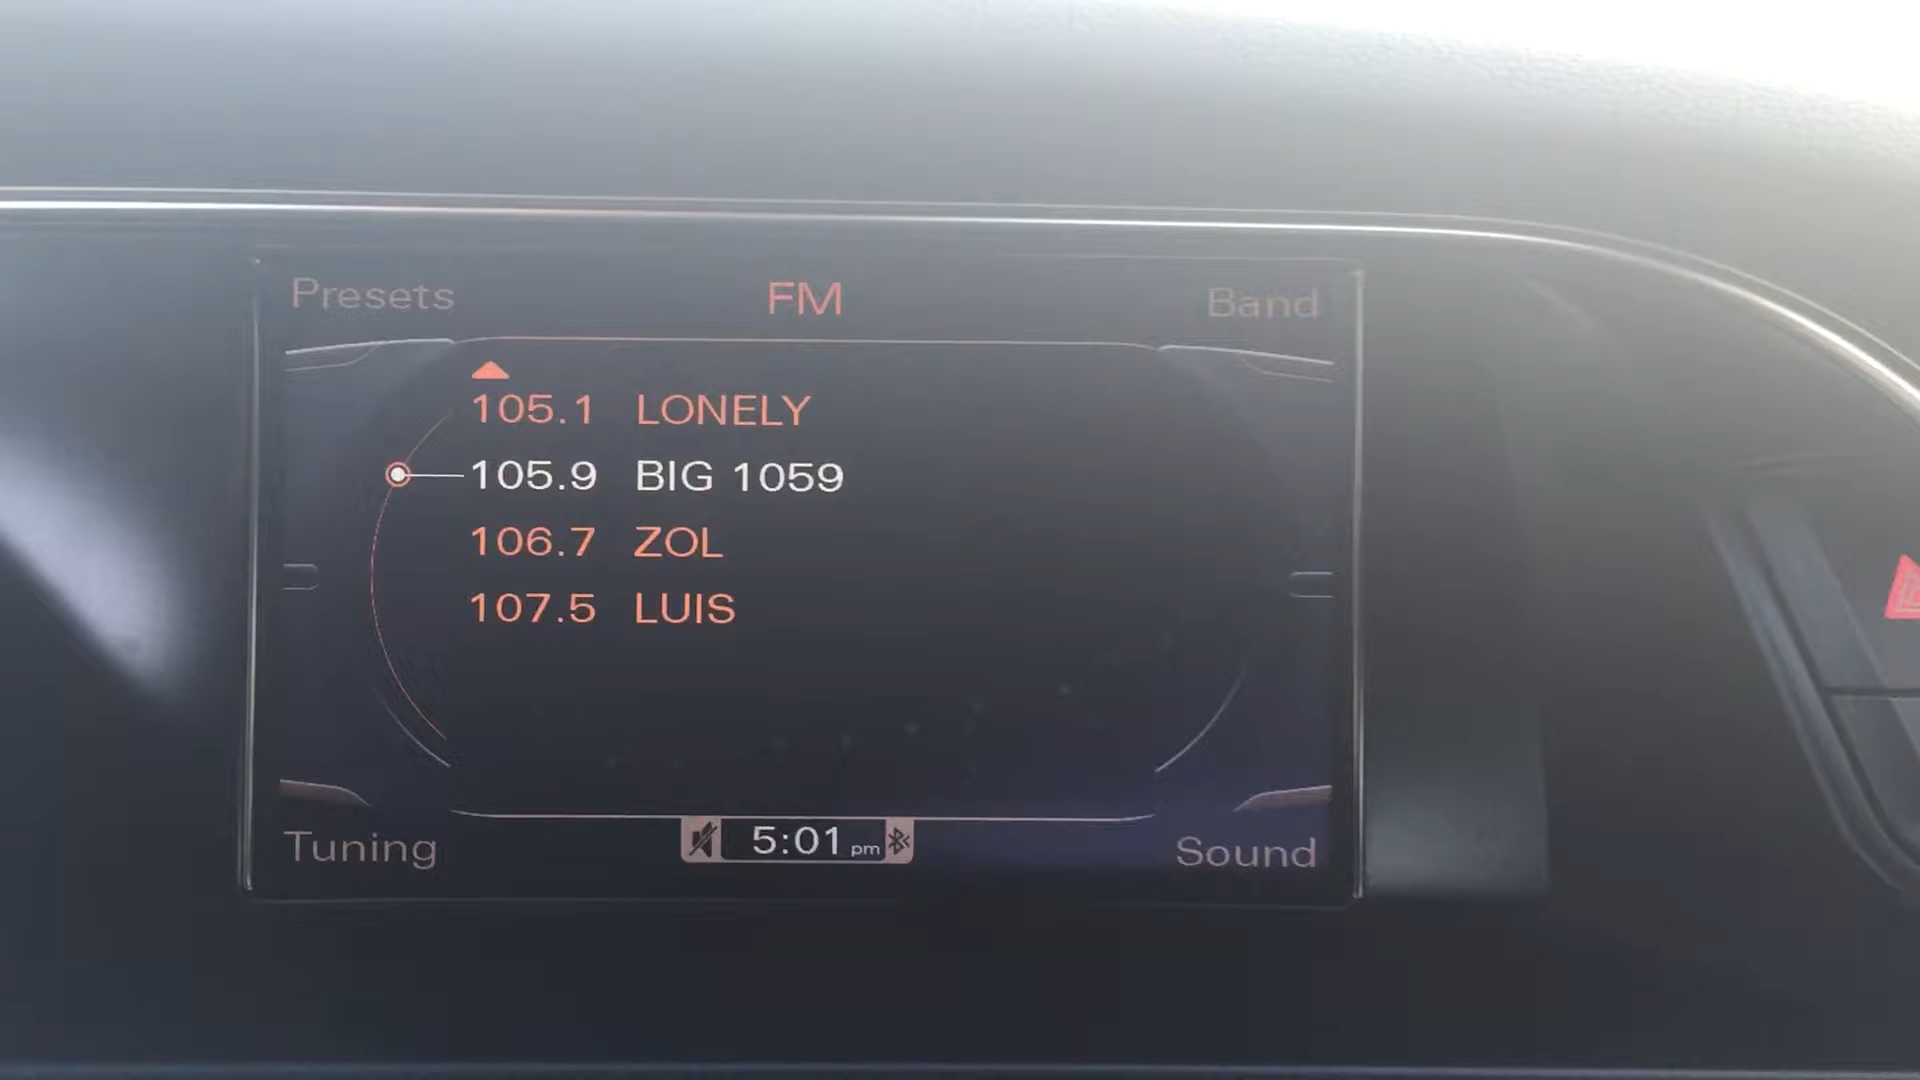 Presets FM Band
105.1 LONELY
105.9 BIG 1059
106.7 ZOL
107.5 LUIS
Tuning 5:01 pm Sound